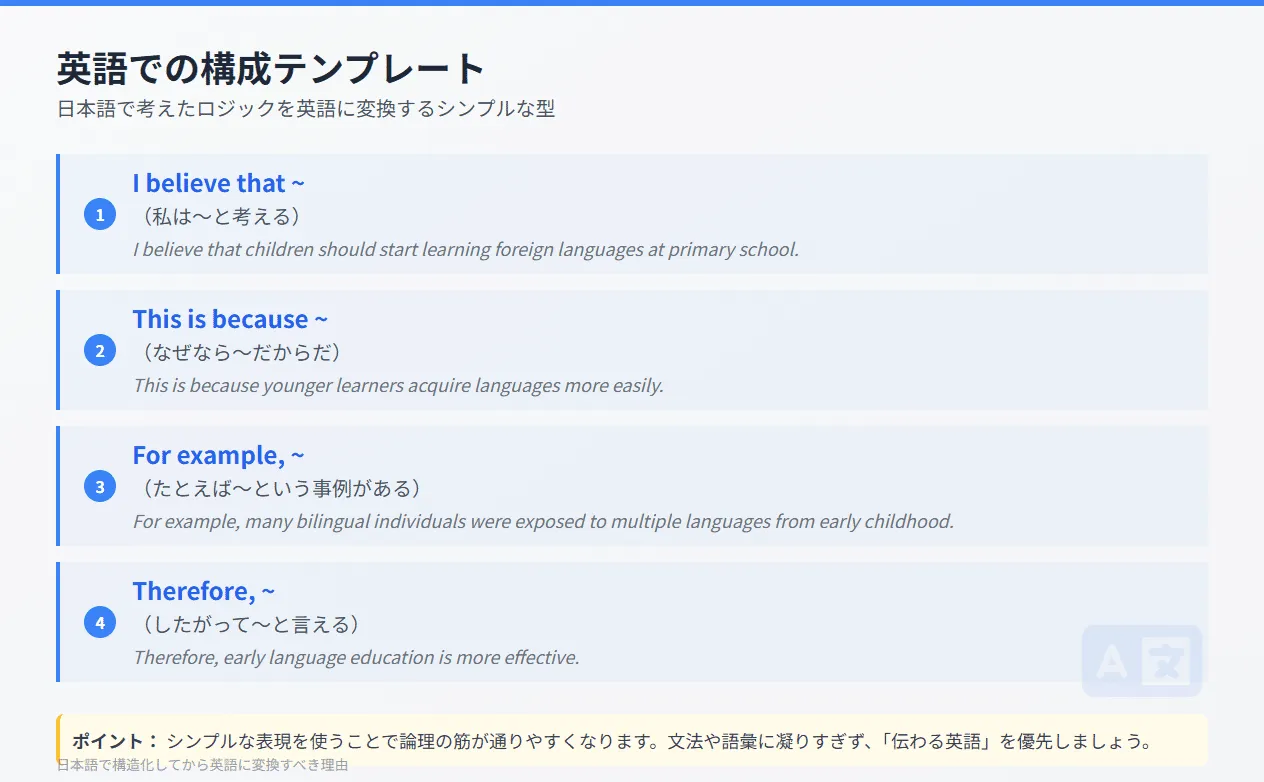 英語での構成テンプレート
日本語で考えたロジックを英語に変換するシンプルな型
1
I believe that ~
（私は〜と考える）
I believe that children should start learning foreign languages at primary school.
2
This is because ~
（なぜなら〜だからだ）
This is because younger learners acquire languages more easily.
3
For example, ~
（たとえば〜という事例がある）
For example, many bilingual individuals were exposed to multiple languages from early childhood.
4
Therefore, ~
（したがって〜と言える）
Therefore, early language education is more effective.
A 文
ポイント： シンプルな表現を使うことで論理の筋が通りやすくなります。文法や語彙に凝りすぎず、「伝わる英語」を優先しましょう。
日本語で構造化してから英語に変換すべき理由